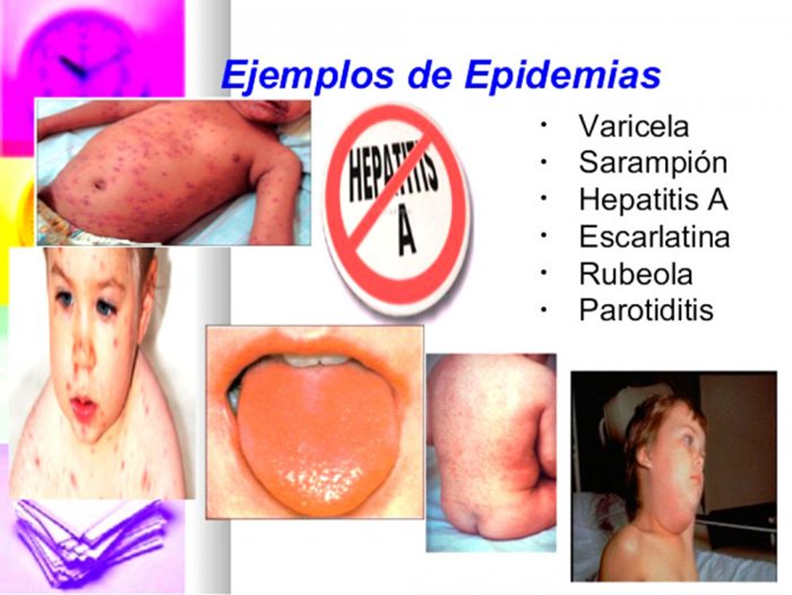 Ejemplos de Epidemias
HEPATITIS
A
• Varicela
• Sarampión
• Hepatitis A
• Escarlatina
• Rubeola
• Parotiditis